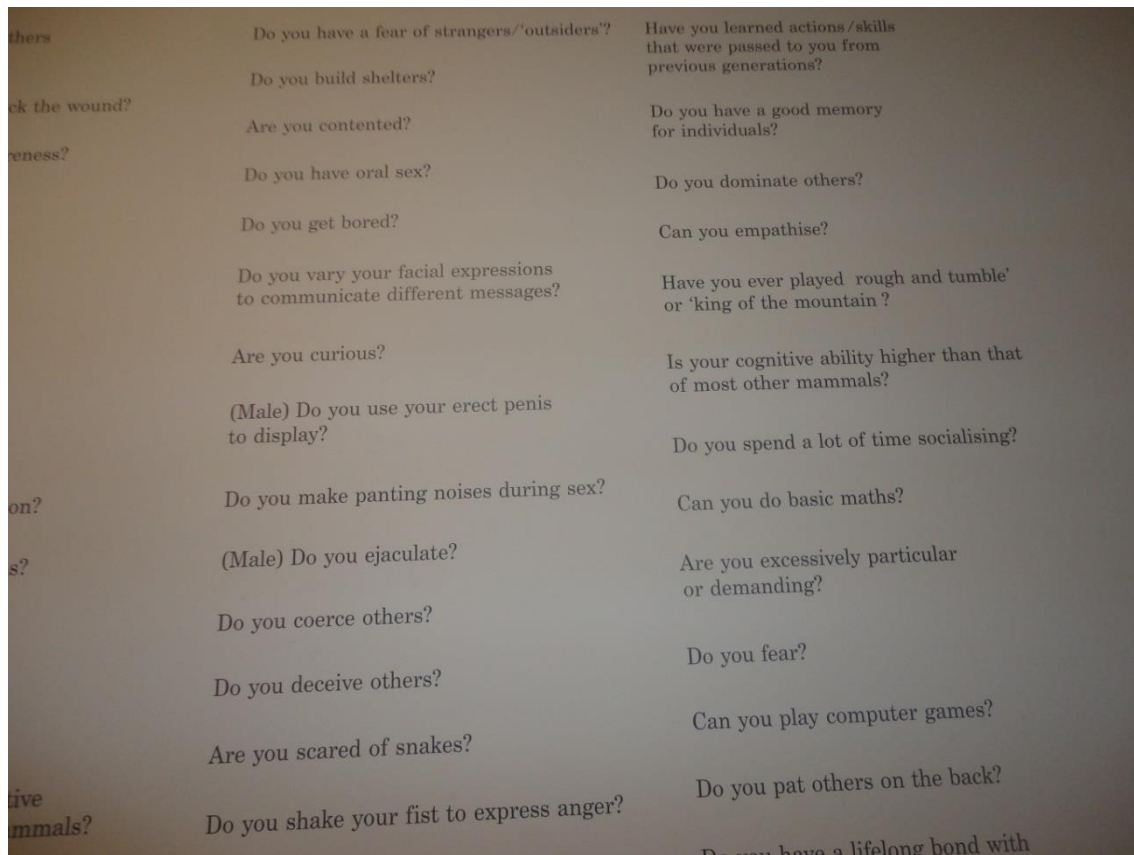 thers
ck the wound?
reness?
on?
s?
tive
mmals?
Do you have a fear of strangers/‘outsiders’?
Do you build shelters?
Are you contented?
Do you have oral sex?
Do you get bored?
Do you vary your facial expressions
to communicate different messages?
Are you curious?
(Male) Do you use your erect penis
to display?
Do you make panting noises during sex?
(Male) Do you ejaculate?
Do you coerce others?
Do you deceive others?
Are you scared of snakes?
Do you shake your fist to express anger?
Have you learned actions/skills
that were passed to you from
previous generations?
Do you have a good memory
for individuals?
Do you dominate others?
Can you empathise?
Have you ever played rough and tumble’
or ‘king of the mountain ?
Is your cognitive ability higher than that
of most other mammals?
Do you spend a lot of time socialising?
Can you do basic maths?
Are you excessively particular
or demanding?
Do you fear?
Can you play computer games?
Do you pat others on the back?
Do you have a lifelong bond with